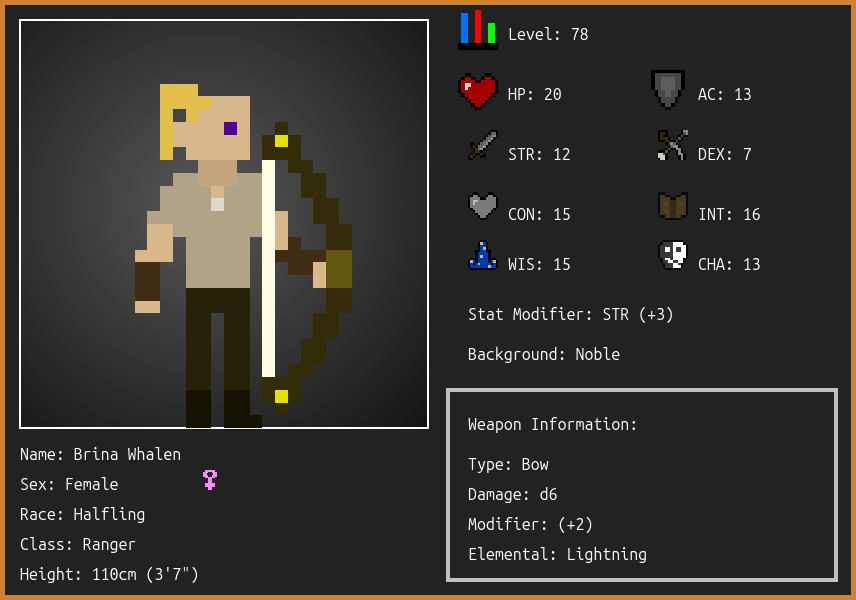 Level: 78
HP: 20
AC: 13
STR: 12
DEX: 7
CON: 15
INT: 16
WIS: 15
CHA: 13
Stat Modifier: STR (+3)
Background: Noble
Name: Brina Whalen
Sex: Female
Race: Halfling
Class: Ranger
Height: 110cm (3'7")
Weapon Information:
Type: Bow
Damage: d6
Modifier: (+2)
Elemental: Lightning